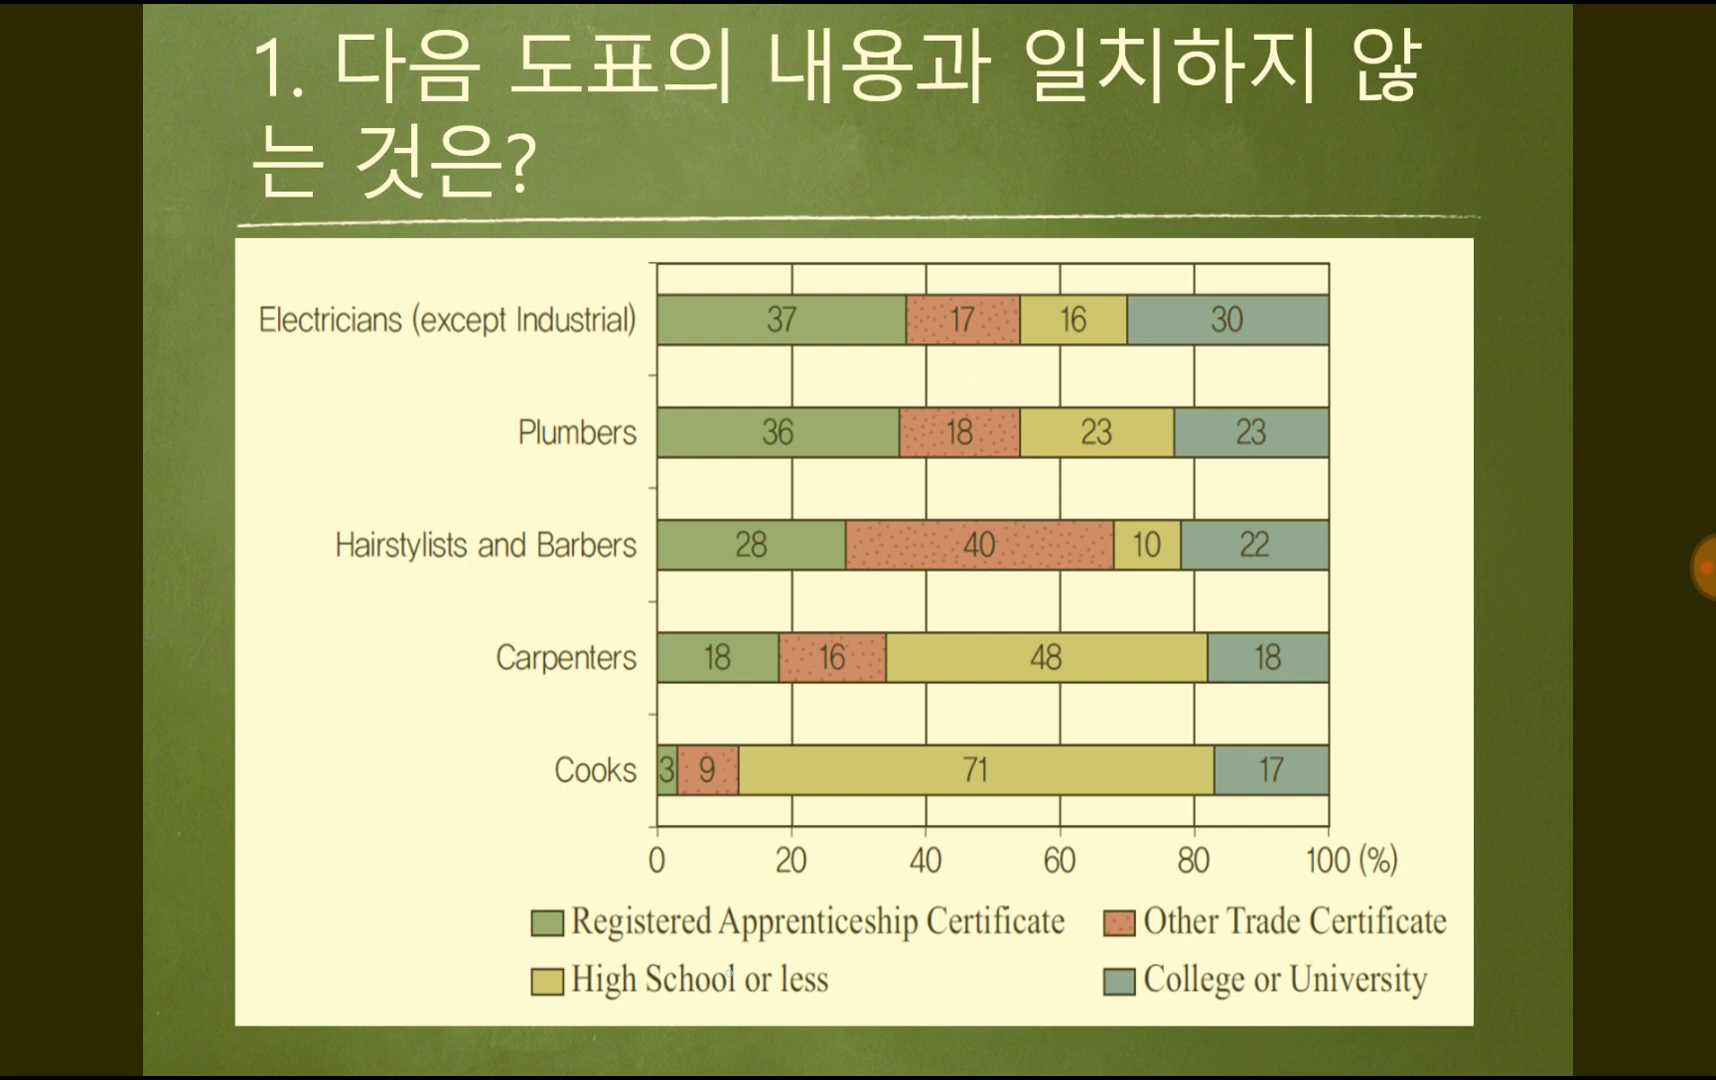 1. 다음 도표의 내용과 일치하지 않
는 것은?
Electricians (except Industrial) 37 17 16 30
Plumbers 36 18 23 23
Hairstylists and Barbers 28 40 10 22
Carpenters 18 16 48 18
Cooks 3 9 71 17
0 20 40 60 80 100 (%)
Registered Apprenticeship Certificate Other Trade Certificate
High School or less College or University